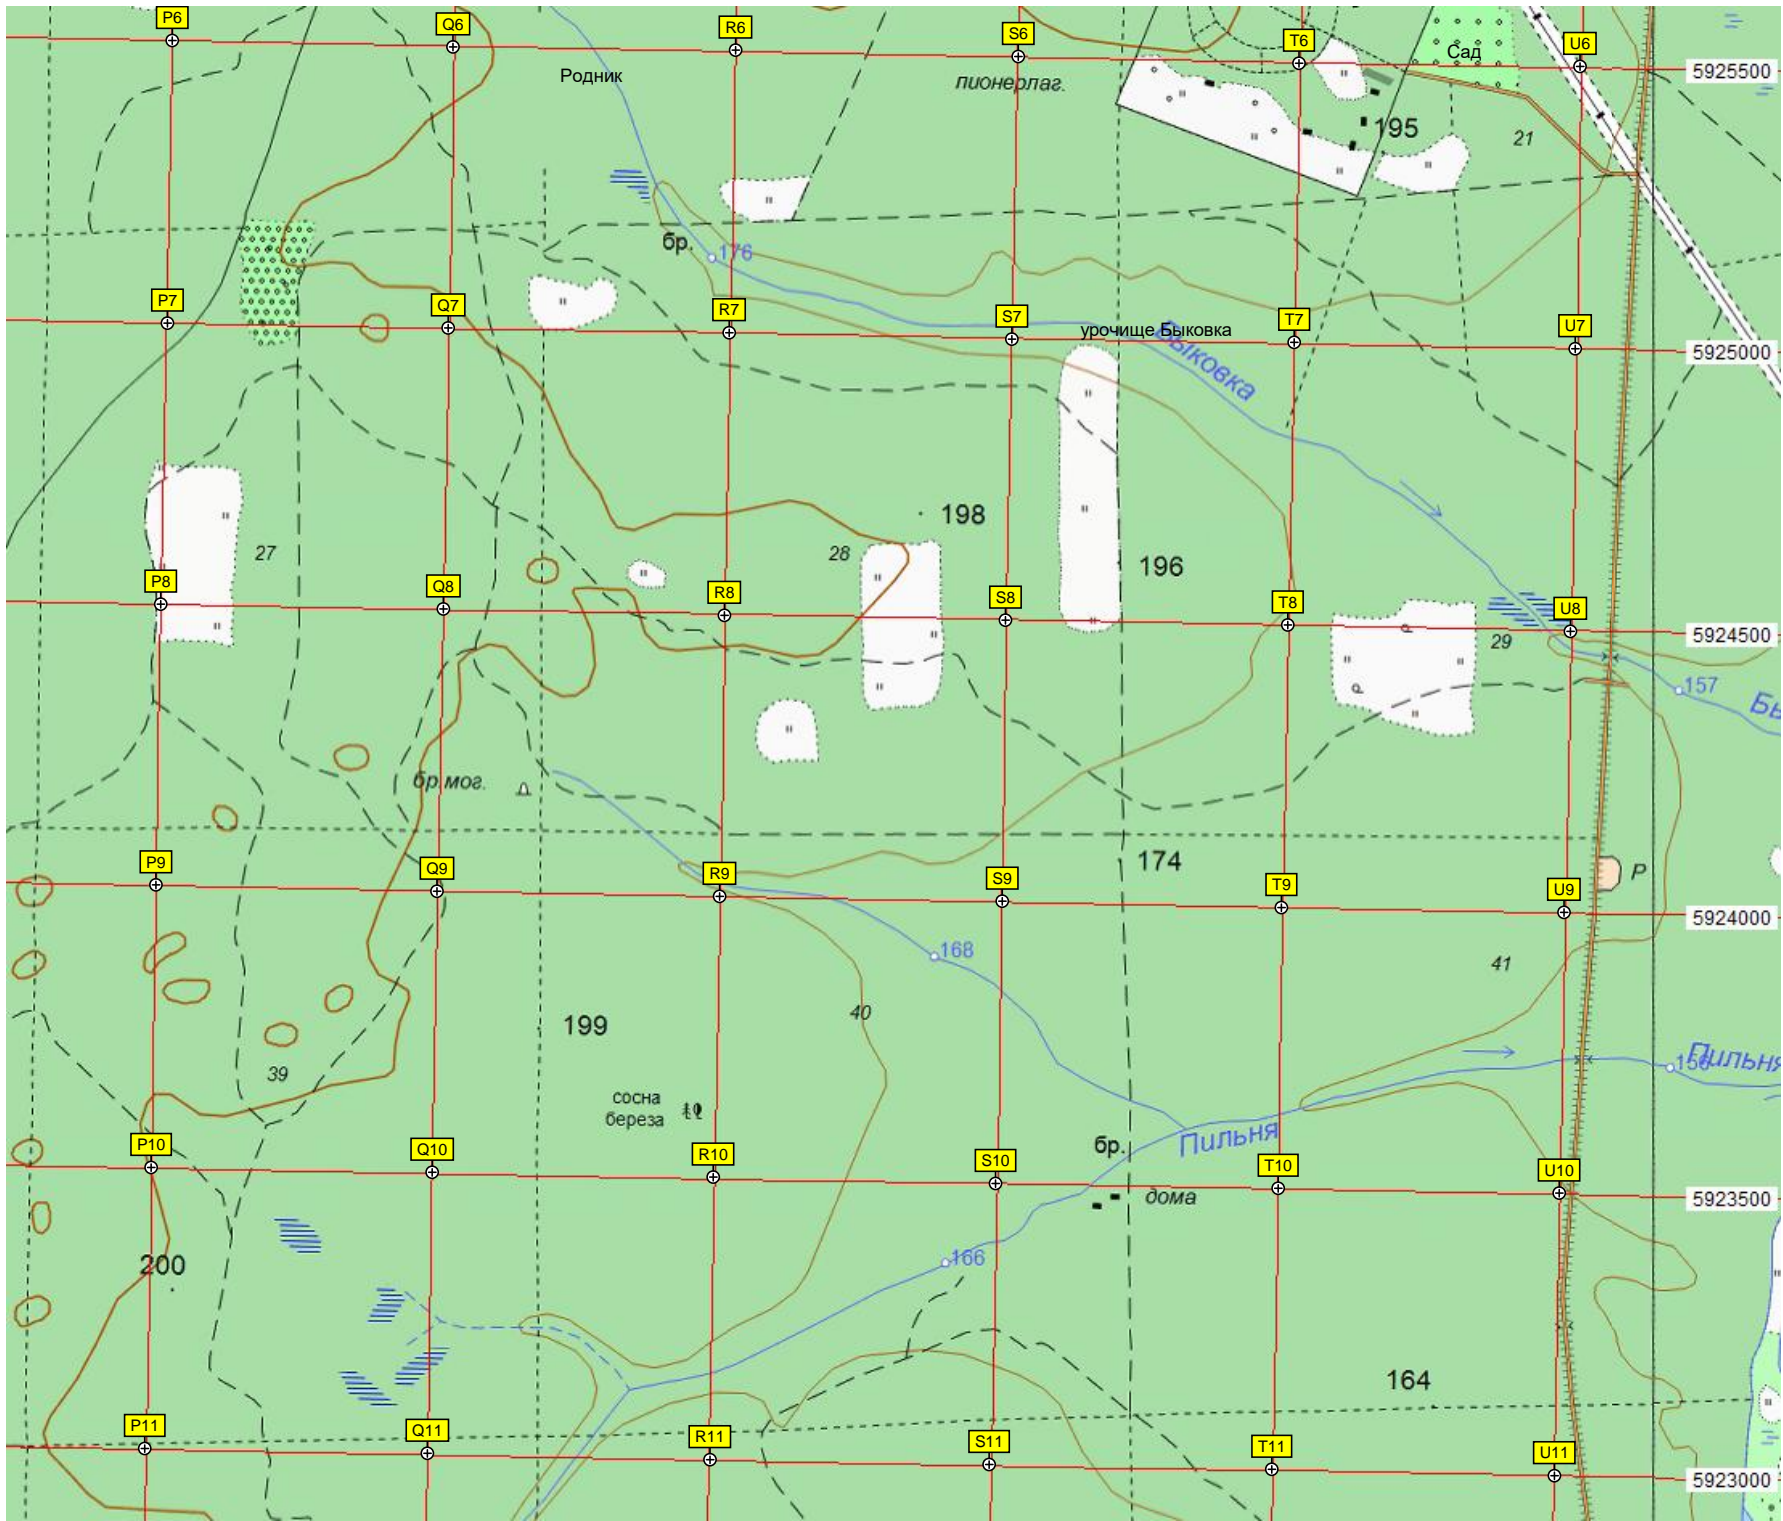 P6
Q6
R6
S6
T6
U6
Сад
Родник
пионерлаг.
5925500
195
21
бр.
176
P7
Q7
R7
S7
T7
U7
урочище Быковка
Быковка
5925000
198
27
28
196
P8
Q8
R8
S8
T8
U8
29
5924500
157
Бы
бр.мог.
P9
Q9
R9
S9
174
T9
U9
Р
5924000
168
41
199
40
39
156
Пильня
сосна
береза
бр.
Пильня
P10
Q10
R10
S10
T10
U10
дома
5923500
200
166
164
P11
Q11
R11
S11
T11
U11
5923000